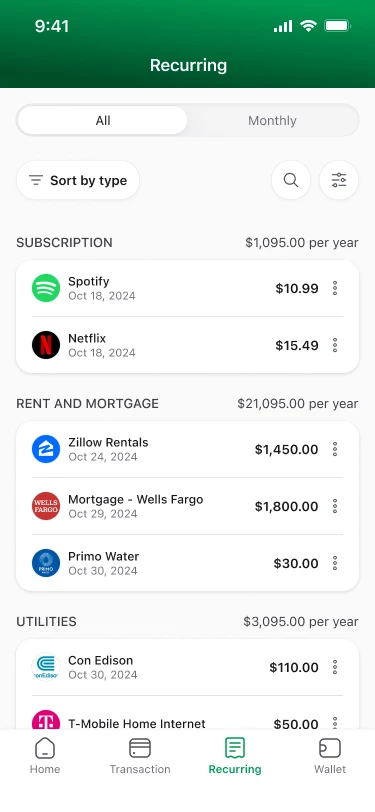 9:41
Recurring
All
Monthly
Sort by type
SUBSCRIPTION
$1,095.00 per year
Spotify
$10.99
Oct 18, 2024
Netflix
$15.49
Oct 18, 2024
RENT AND MORTGAGE
$21,095.00 per year
Zillow Rentals
$1,450.00
Oct 24, 2024
WELLS
FARGO
Mortgage - Wells Fargo
$1,800.00
Oct 29, 2024
PRIMO
Primo Water
$30.00
Oct 30, 2024
UTILITIES
$3,095.00 per year
conEdison
Con Edison
$110.00
Oct 30, 2024
T-Mobile Home Internet
$50.00
Home
Transaction
Recurring
Wallet